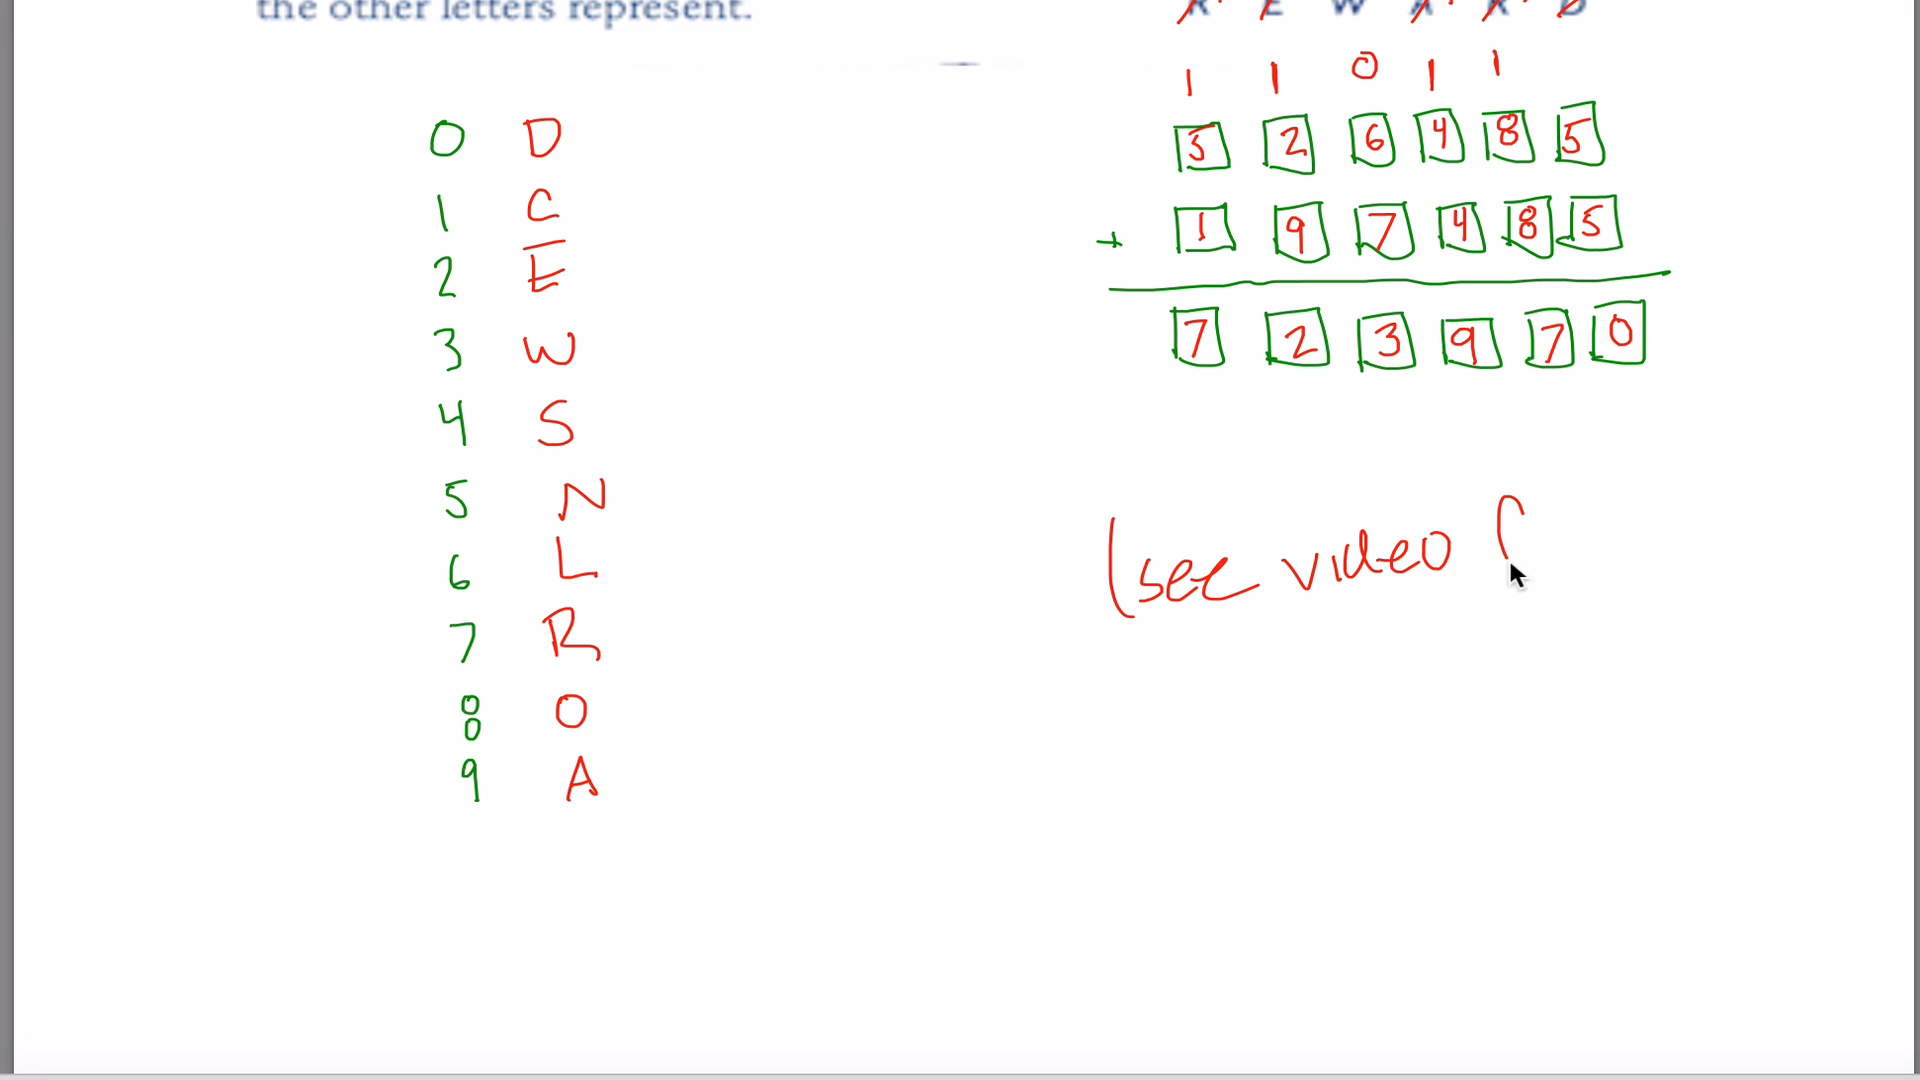 the other letters represent.
R E W A R D
1 1 0 1 1
5 2 6 4 8 5
+ 1 9 7 4 8 5
7 2 3 9 7 0
0 D
1 C
2 E
3 W
4 S
5 N
6 L
7 R
8 O
9 A
(see video